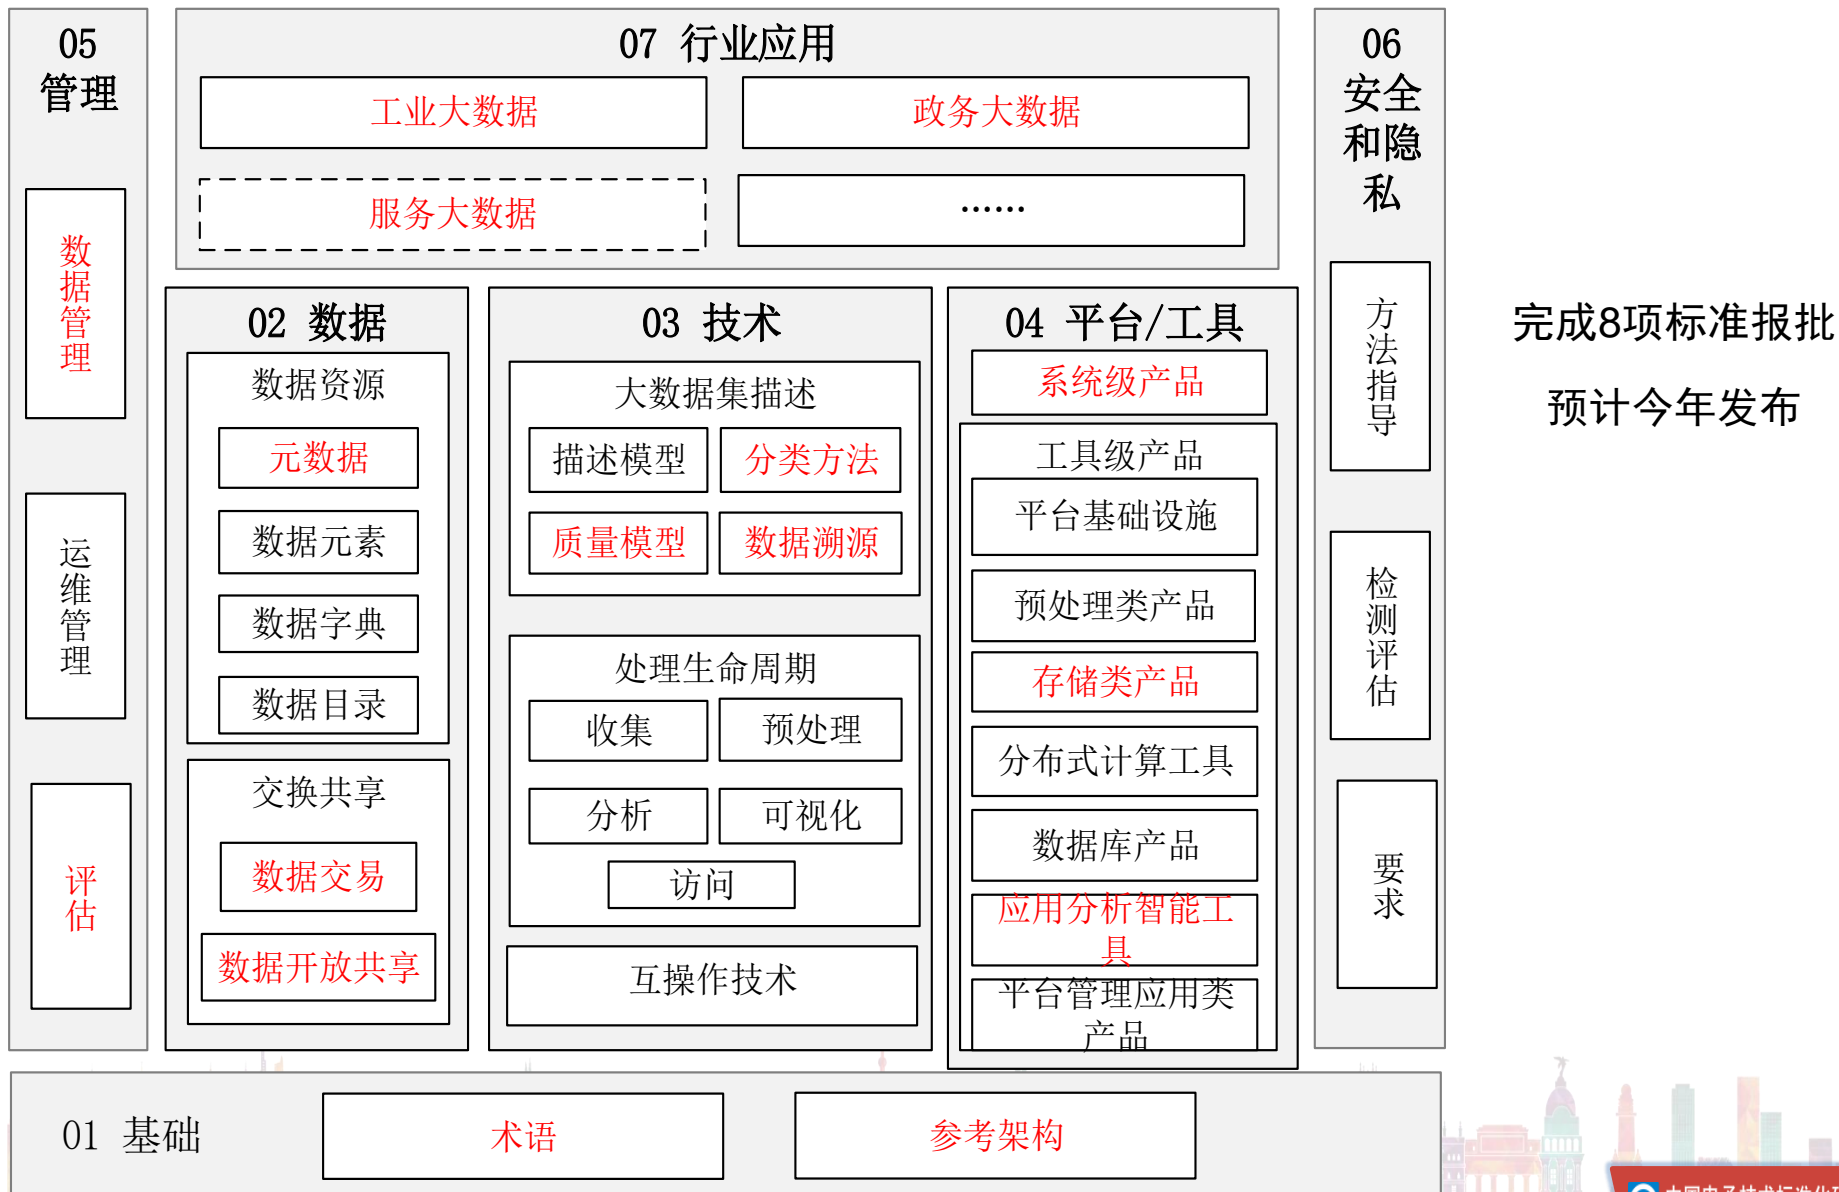 05
管理
数据管理
运维管理
评估
07 行业应用
工业大数据
政务大数据
服务大数据
……
06
安全
和隐
私
方法指导
检测评估
要求
02 数据
数据资源
元数据
数据元素
数据字典
数据目录
交换共享
数据交易
数据开放共享
03 技术
大数据集描述
描述模型
分类方法
质量模型
数据溯源
处理生命周期
收集
预处理
分析
可视化
访问
互操作技术
04 平台/工具
系统级产品
工具级产品
平台基础设施
预处理类产品
存储类产品
分布式计算工具
数据库产品
应用分析智能工
具
平台管理应用类
产品
01 基础
术语
参考架构
完成8项标准报批
预计今年发布